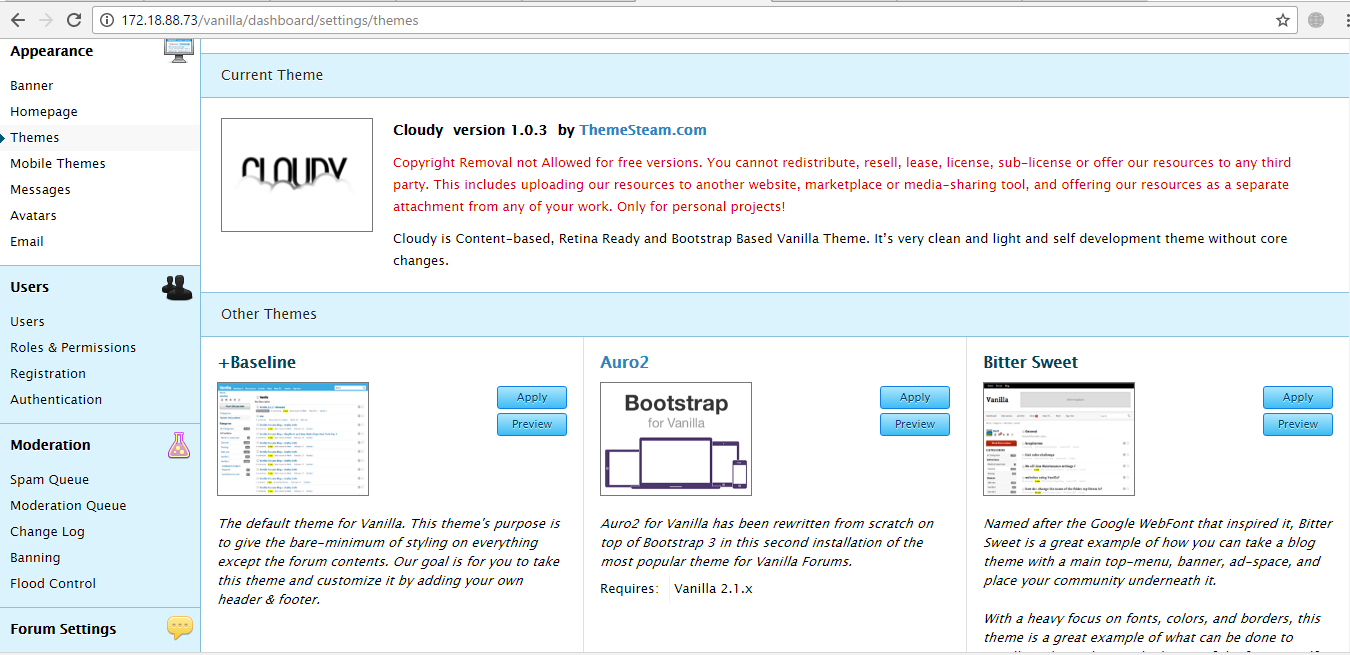 172.18.88.73/vanilla/dashboard/settings/themes
Appearance
Banner
Homepage
Themes
Mobile Themes
Messages
Avatars
Email
Users
Users
Roles & Permissions
Registration
Authentication
Moderation
Spam Queue
Moderation Queue
Change Log
Banning
Flood Control
Forum Settings
Current Theme
CLOUDY
Cloudy version 1.0.3 by ThemeSteam.com
Copyright Removal not Allowed for free versions. You cannot redistribute, resell, lease, license, sub-license or offer our resources to any third
party. This includes uploading our resources to another website, marketplace or media-sharing tool, and offering our resources as a separate
attachment from any of your work. Only for personal projects!
Cloudy is Content-based, Retina Ready and Bootstrap Based Vanilla Theme. It’s very clean and light and self development theme without core
changes.
Other Themes
+Baseline
Vanilla
Apply
Preview
The default theme for Vanilla. This theme's purpose is
to give the bare-minimum of styling on everything
except the forum contents. Our goal is for you to take
this theme and customize it by adding your own
header & footer.
Auro2
Bootstrap
for Vanilla
Apply
Preview
Auro2 for Vanilla has been rewritten from scratch on
top of Bootstrap 3 in this second installation of the
most popular theme for Vanilla Forums.
Requires: Vanilla 2.1.x
Bitter Sweet
Vanilla
Apply
Preview
Named after the Google WebFont that inspired it, Bitter
Sweet is a great example of how you can take a blog
theme with a main top-menu, banner, ad-space, and
place your community underneath it.
With a heavy focus on fonts, colors, and borders, this
theme is a great example of what can be done to